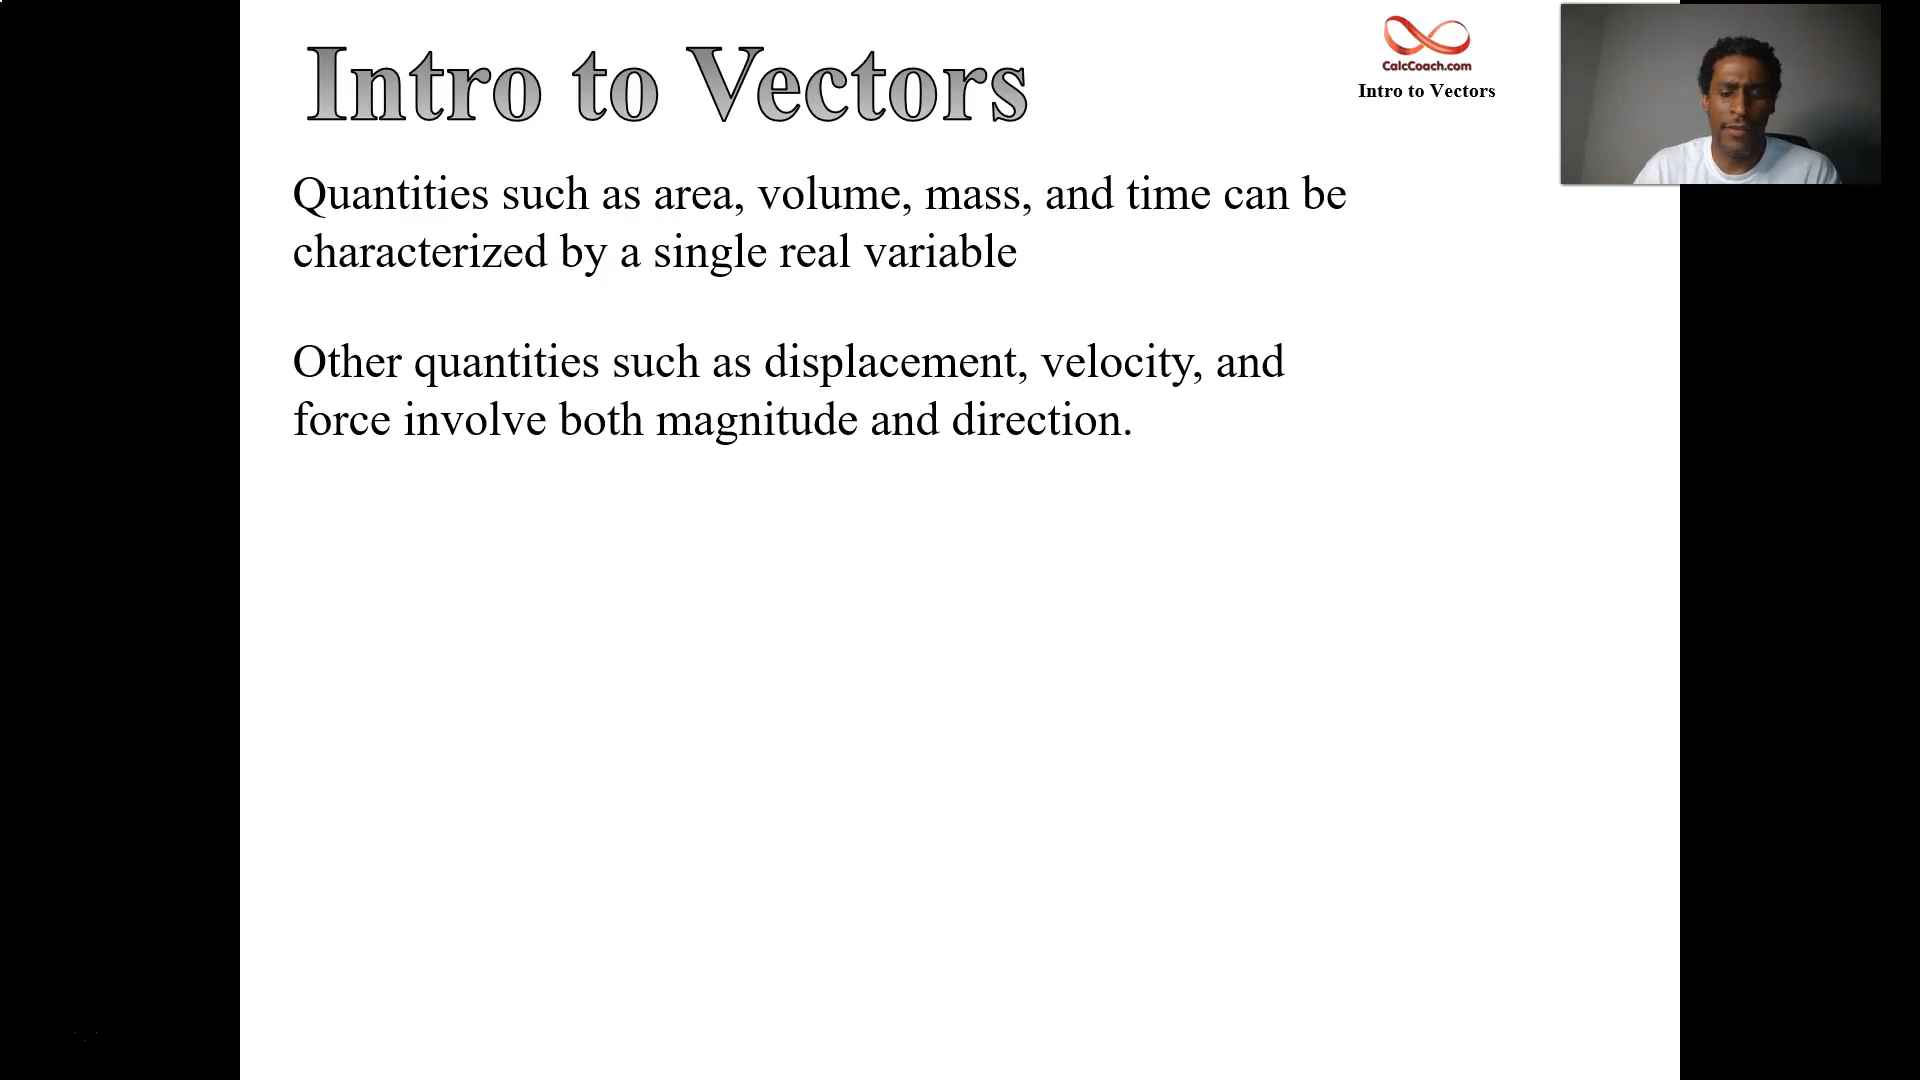 Intro to Vectors
CalcCoach.com
Intro to Vectors
Quantities such as area, volume, mass, and time can be
characterized by a single real variable
Other quantities such as displacement, velocity, and
force involve both magnitude and direction.